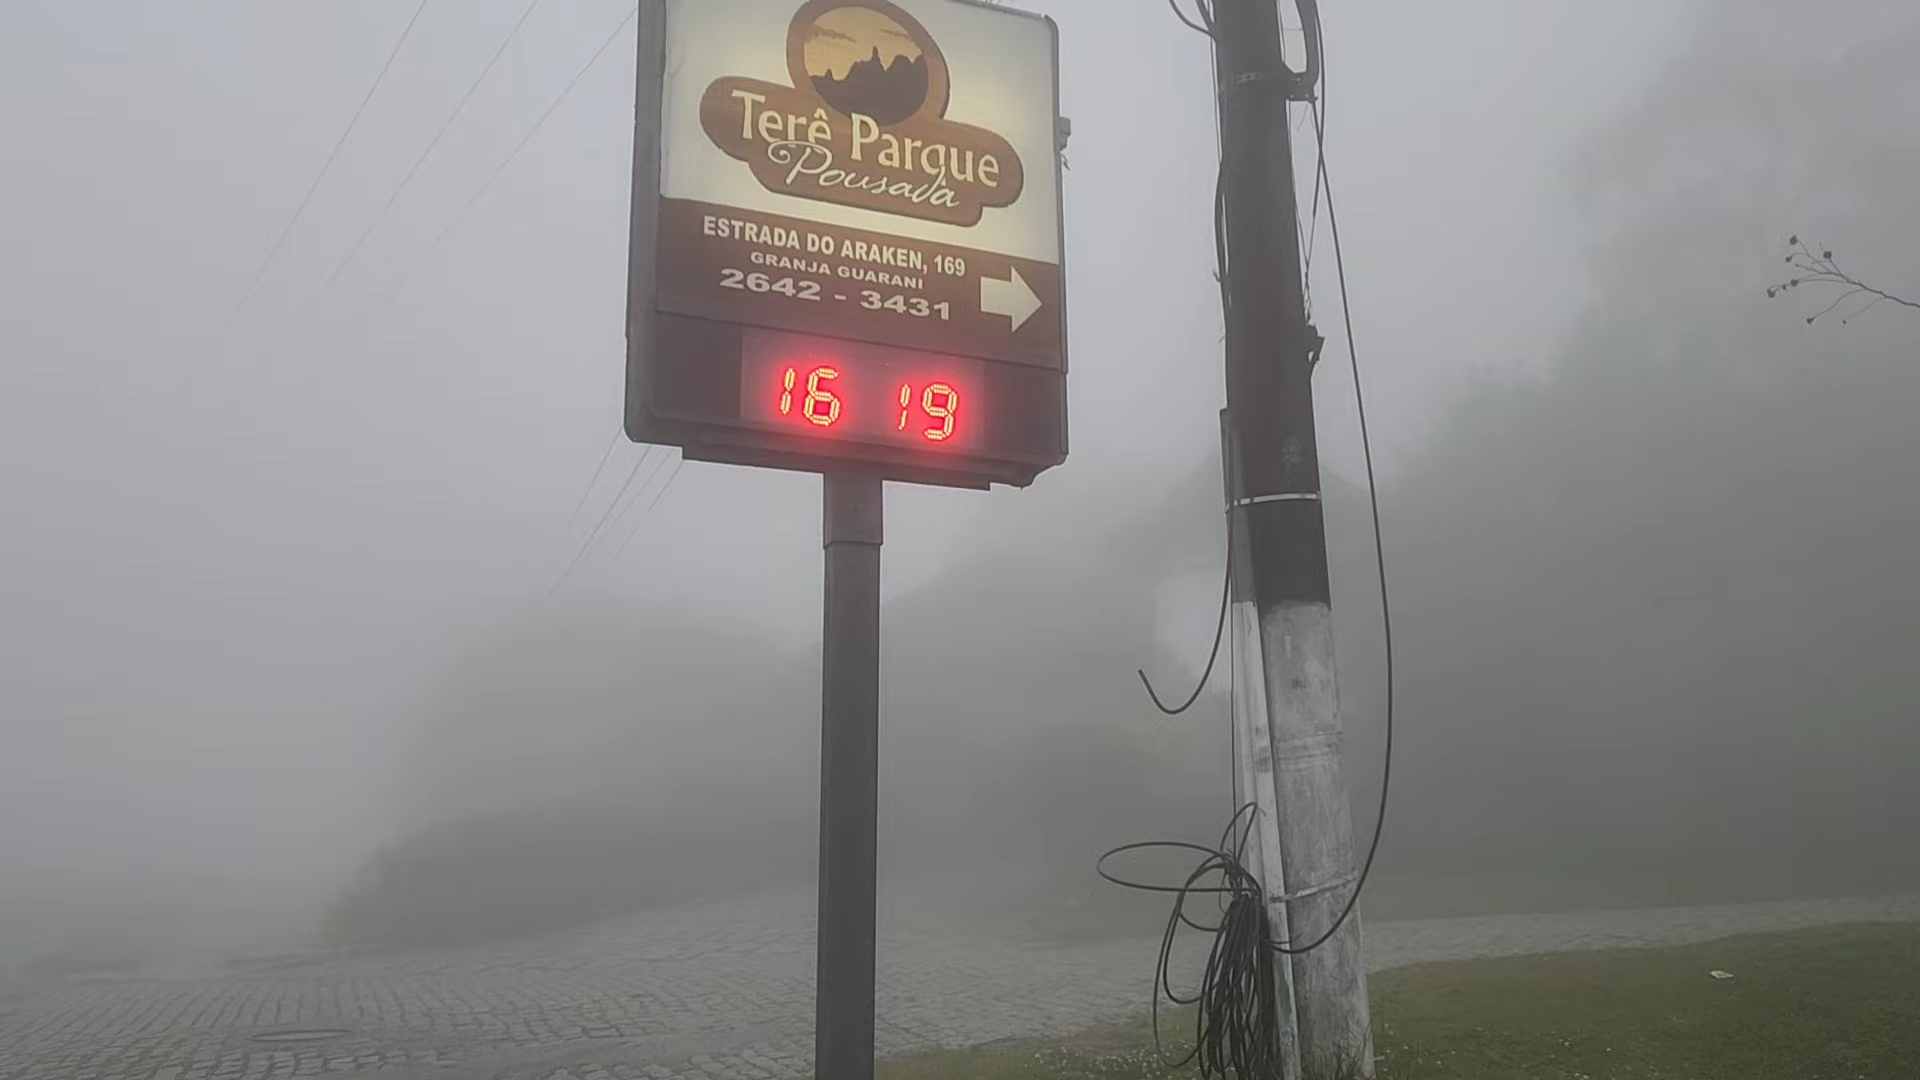 Terê Parque
Pousada
ESTRADA DO ARAKEN, 169
GRANJA GUARANI
2642 - 3431
16 19